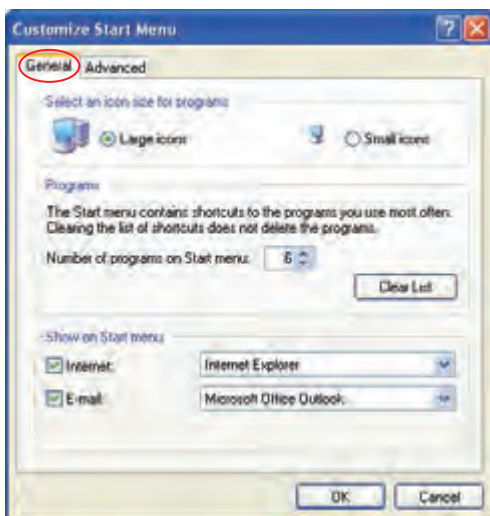 Customize Start Menu
General Advanced
Select an icon size for programs
Large icons Small icons
Programs
The Start menu contains shortcuts to the programs you use most often.
Clearing the list of shortcuts does not delete the programs.
Number of programs on Start menu: 6
Clear List
Show on Start menu
Internet: Internet Explorer
E-mail: Microsoft Office Outlook
OK Cancel